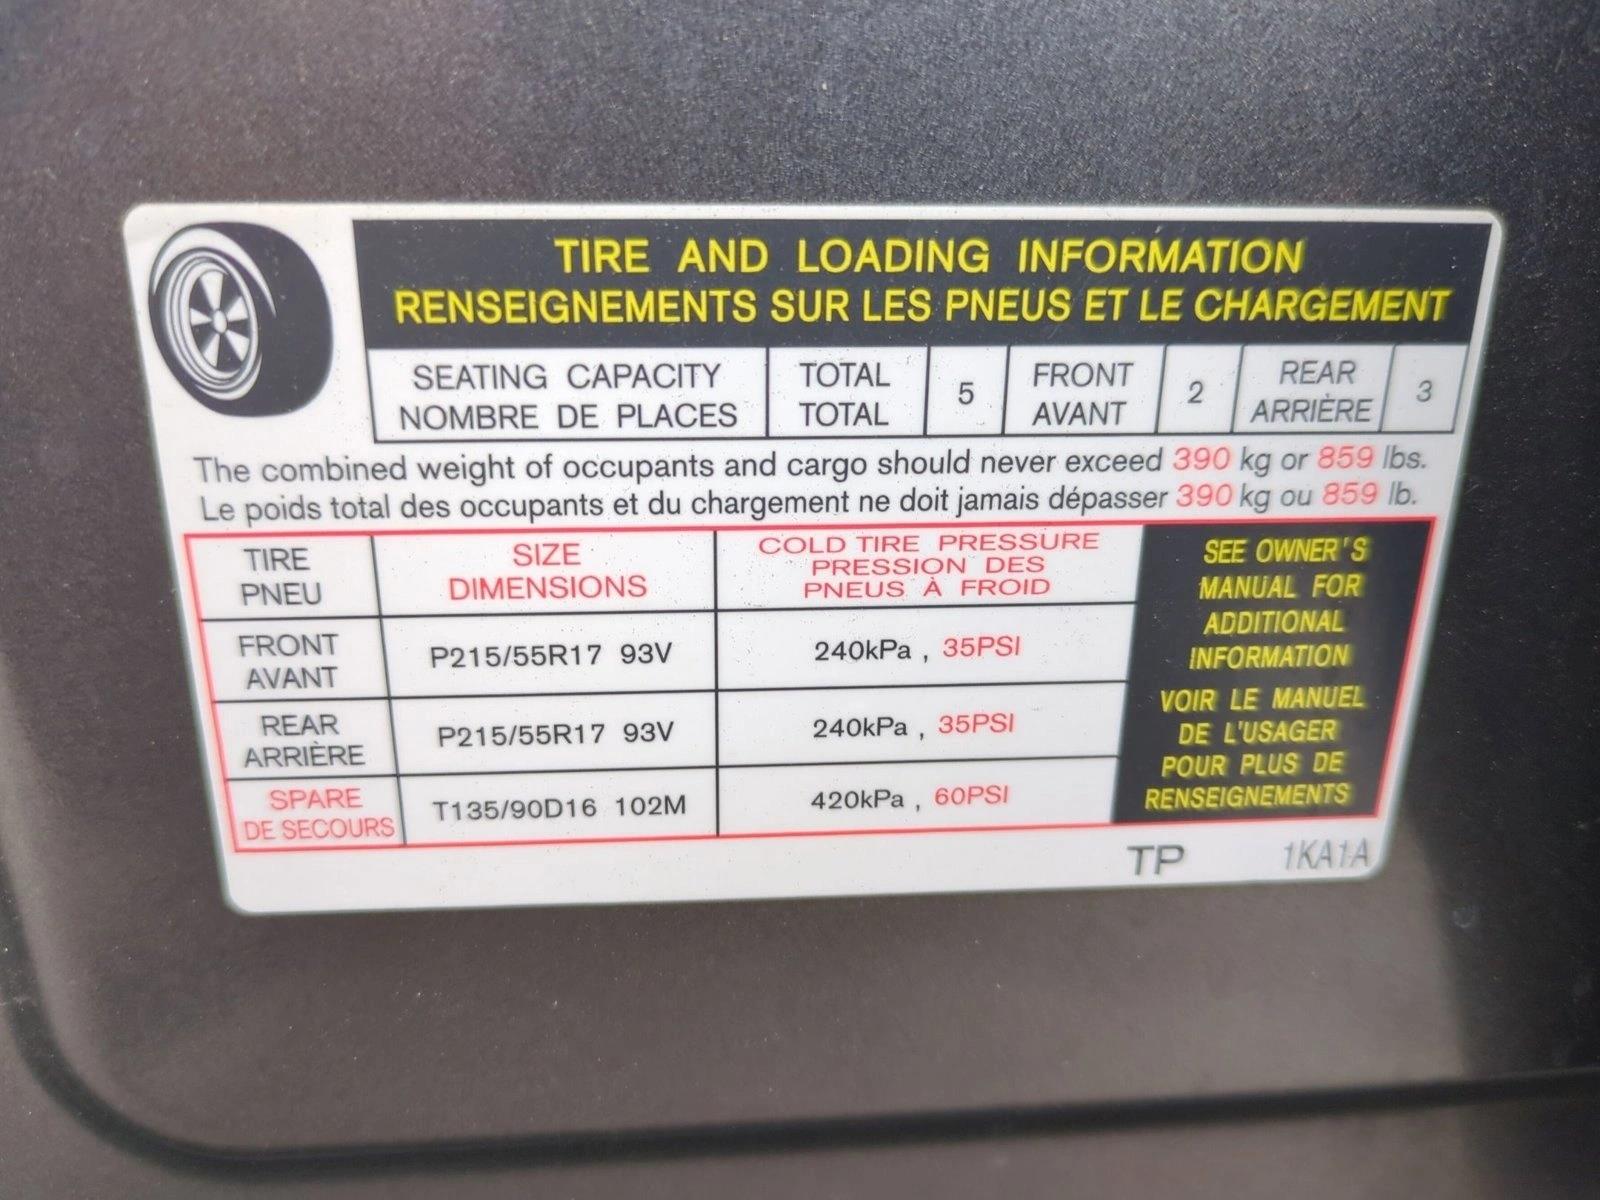 TIRE AND LOADING INFORMATION
RENSEIGNEMENTS SUR LES PNEUS ET LE CHARGEMENT
SEATING CAPACITY TOTAL 5 FRONT 2 REAR 3
NOMBRE DE PLACES TOTAL AVANT ARRIÈRE
The combined weight of occupants and cargo should never exceed 390 kg or 859 lbs.
Le poids total des occupants et du chargement ne doit jamais dépasser 390 kg ou 859 lb.
TIRE SIZE COLD TIRE PRESSURE
PNEU DIMENSIONS PRESSION DES
PNEUS À FROID
FRONT P215/55R17 93V 240kPa , 35PSI
AVANT
REAR P215/55R17 93V 240kPa , 35PSI
ARRIÈRE
SPARE T135/90D16 102M 420kPa , 60PSI
DE SECOURS
SEE OWNER'S
MANUAL FOR
ADDITIONAL
INFORMATION
VOIR LE MANUEL
DE L'USAGER
POUR PLUS DE
RENSEIGNEMENTS
TP 1KA1A